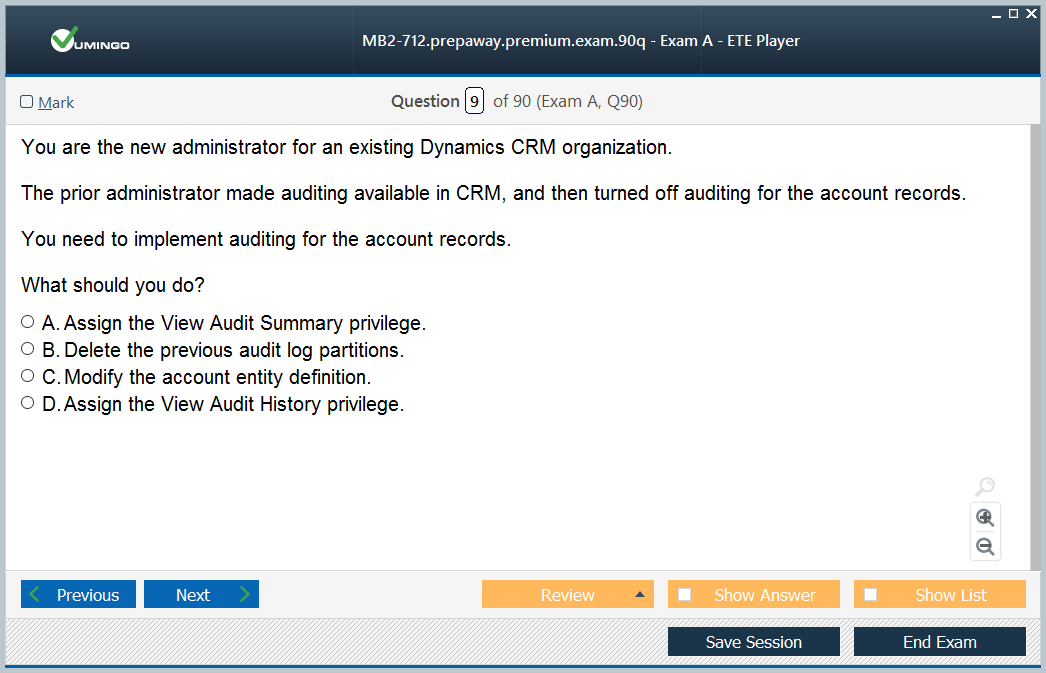 VUMINGO
MB2-712.prepaway.premium.exam.90q - Exam A - ETE Player
Mark
Question 9 of 90 (Exam A, Q90)
You are the new administrator for an existing Dynamics CRM organization.
The prior administrator made auditing available in CRM, and then turned off auditing for the account records.
You need to implement auditing for the account records.
What should you do?
A. Assign the View Audit Summary privilege.
B. Delete the previous audit log partitions.
C. Modify the account entity definition.
D. Assign the View Audit History privilege.
Previous
Next
Review
Show Answer
Show List
Save Session
End Exam